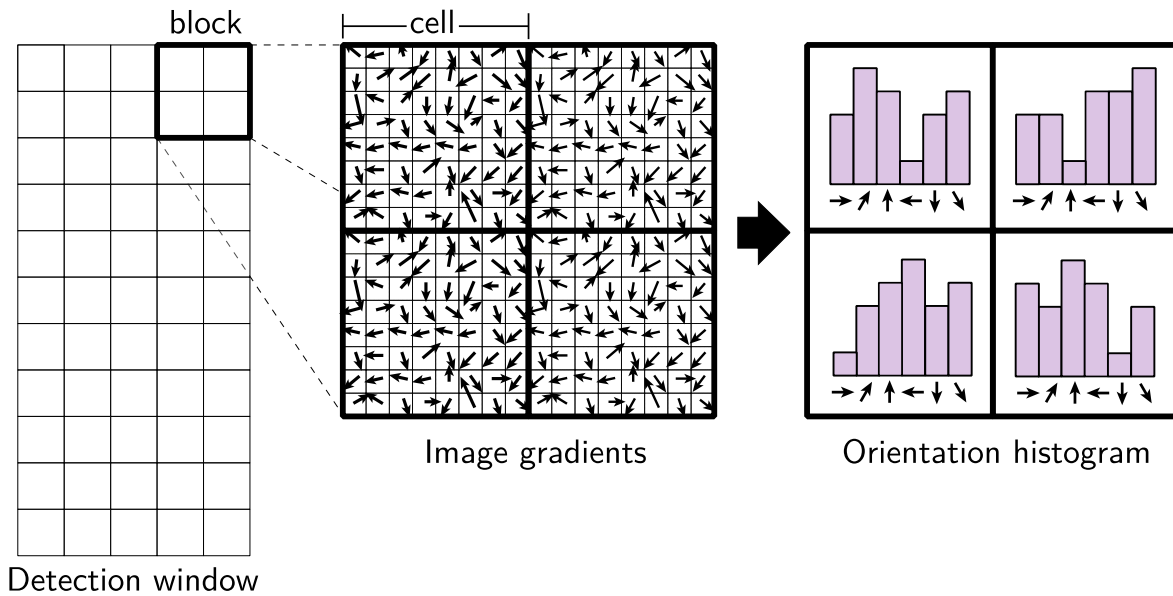 block
cell
Image gradients
Orientation histogram
Detection window